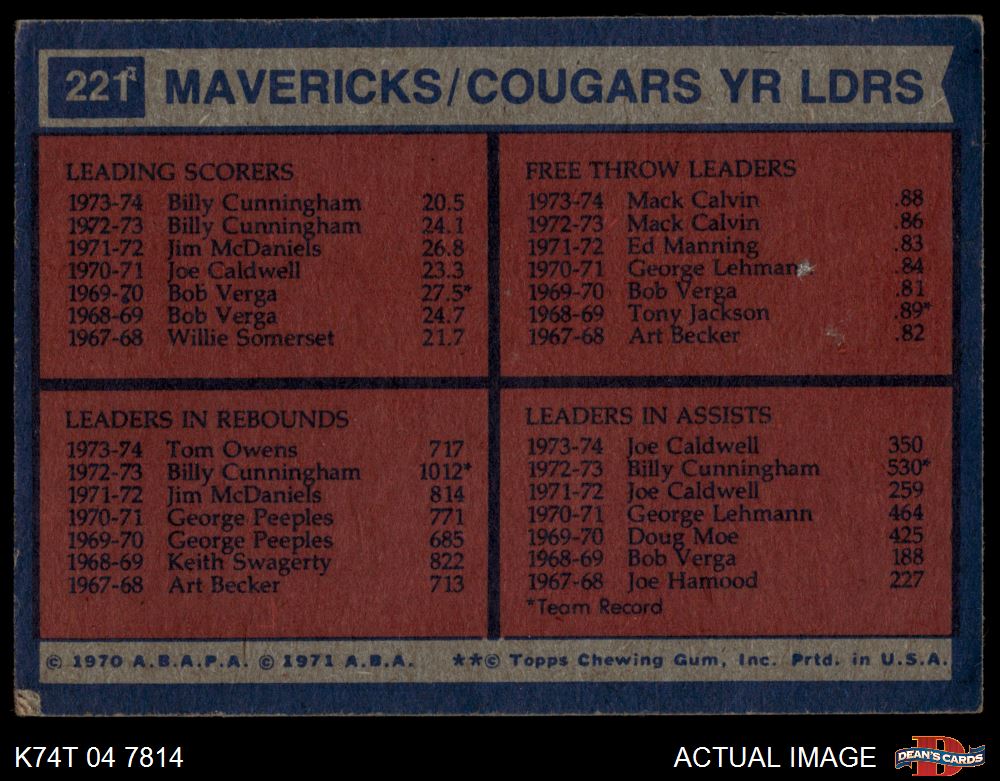 221 MAVERICKS/COUGARS YR LDRS
LEADING SCORERS
1973-74 Billy Cunningham 20.5
1972-73 Billy Cunningham 24.1
1971-72 Jim McDaniels 26.8
1970-71 Joe Caldwell 23.3
1969-70 Bob Verga 27.5*
1968-69 Bob Verga 24.7
1967-68 Willie Somerset 21.7
FREE THROW LEADERS
1973-74 Mack Calvin .88
1972-73 Mack Calvin .86
1971-72 Ed Manning .83
1970-71 George Lehmann .84
1969-70 Bob Verga .81
1968-69 Tony Jackson .89*
1967-68 Art Becker .82
LEADERS IN REBOUNDS
1973-74 Tom Owens 717
1972-73 Billy Cunningham 1012*
1971-72 Jim McDaniels 814
1970-71 George Peeples 771
1969-70 George Peeples 685
1968-69 Keith Swagerty 822
1967-68 Art Becker 713
LEADERS IN ASSISTS
1973-74 Joe Caldwell 350
1972-73 Billy Cunningham 530*
1971-72 Joe Caldwell 259
1970-71 George Lehmann 464
1969-70 Doug Moe 425
1968-69 Bob Verga 188
1967-68 Joe Hamood 227
*Team Record
© 1970 A.B.A.P.A. © 1971 A.B.A. **© Topps Chewing Gum, Inc. Prtd. in U.S.A.
K74T 04 7814 ACTUAL IMAGE DEAN'S CARDS